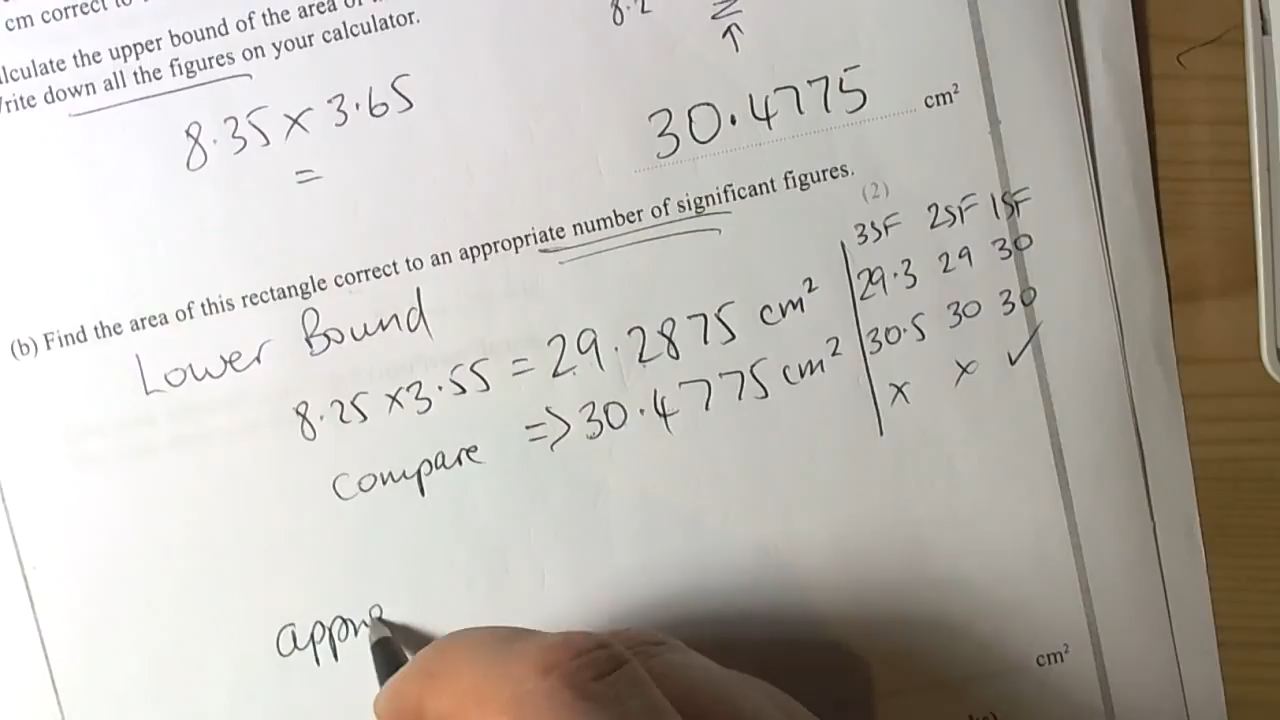 cm correct to
calculate the upper bound of the area of
Write down all the figures on your calculator.
8.2
2
↑
8.35 × 3.65
=
30.4775 cm²
(2)
(b) Find the area of this rectangle correct to an appropriate number of significant figures.
Lower Bound
8.25 × 3.55 = 29.2875 cm²
Compare => 30.4775 cm²
3SF 2SF 1SF
29.3 29 30
30.5 30 30
x x ✓
appro
cm²